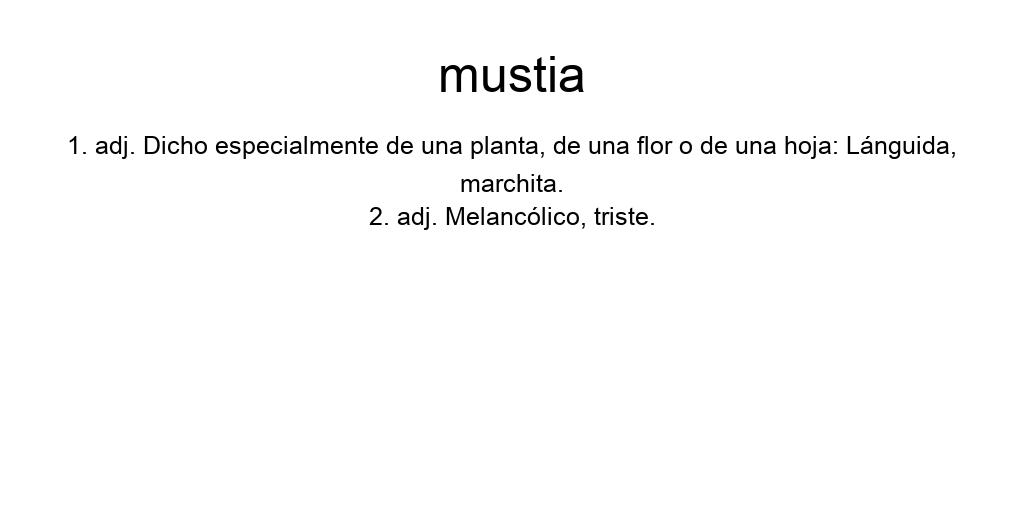 mustia
1. adj. Dicho especialmente de una planta, de una flor o de una hoja: Lánguida,
marchita.
2. adj. Melancólico, triste.